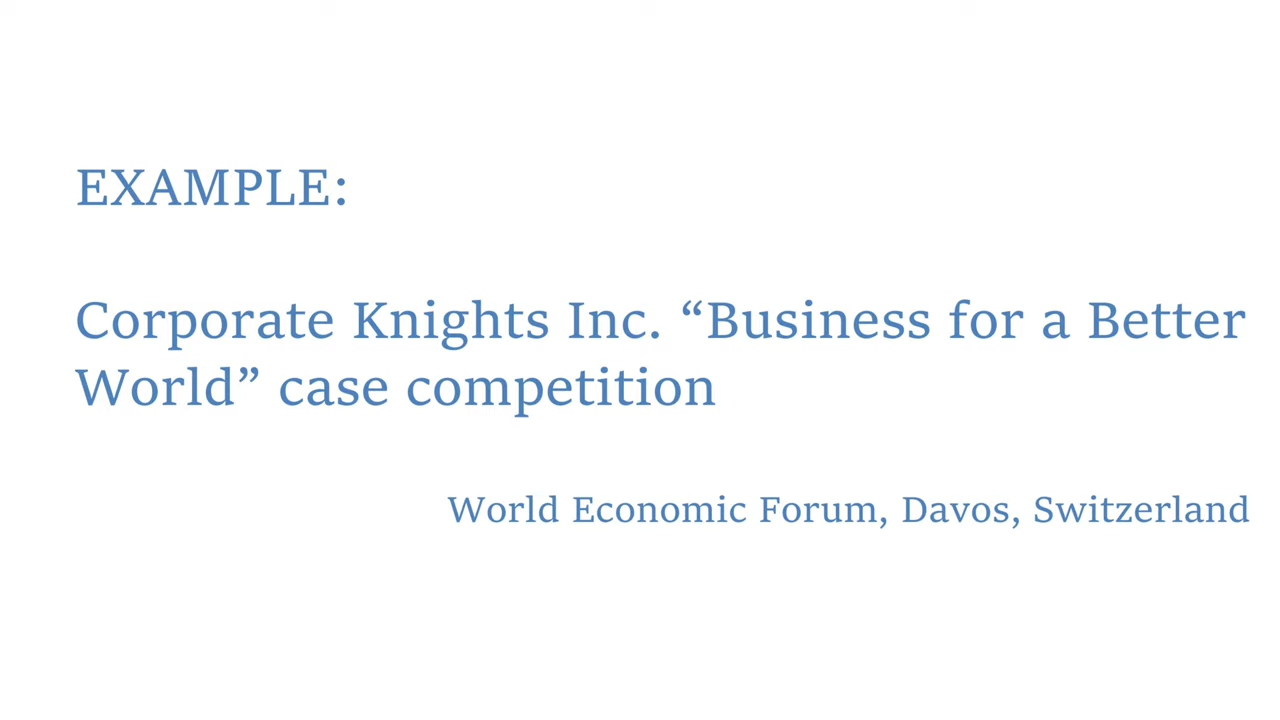 EXAMPLE:
Corporate Knights Inc. “Business for a Better
World” case competition
World Economic Forum, Davos, Switzerland